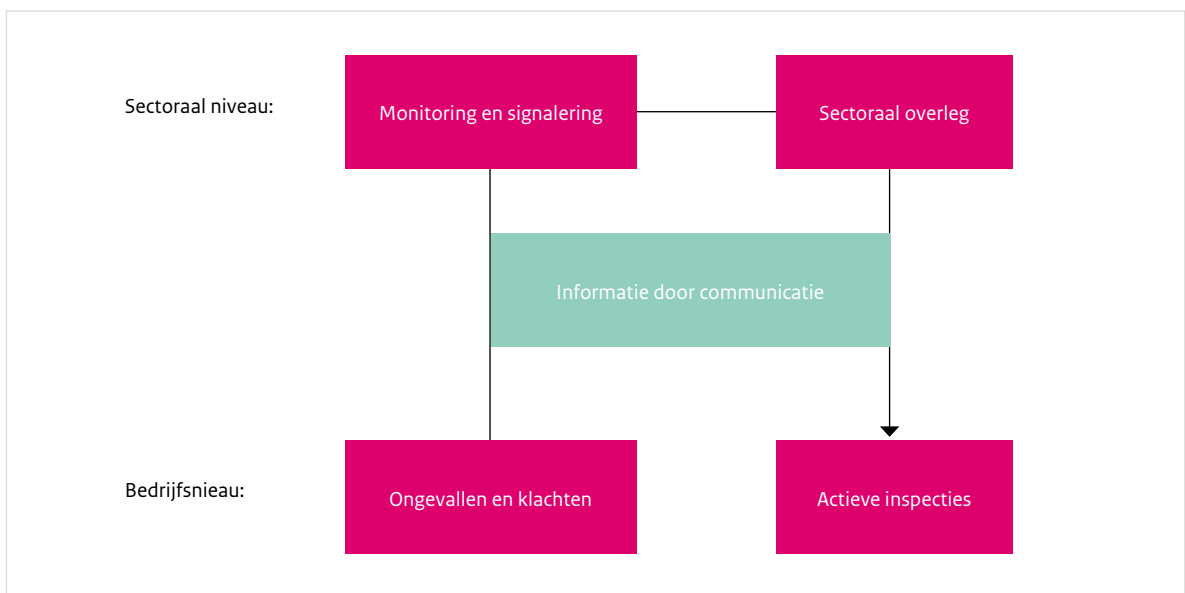 Sectoraal niveau:
Monitoring en signalering
Sectoraal overleg
Informatie door communicatie
Bedrijfsnieau:
Ongevallen en klachten
Actieve inspecties